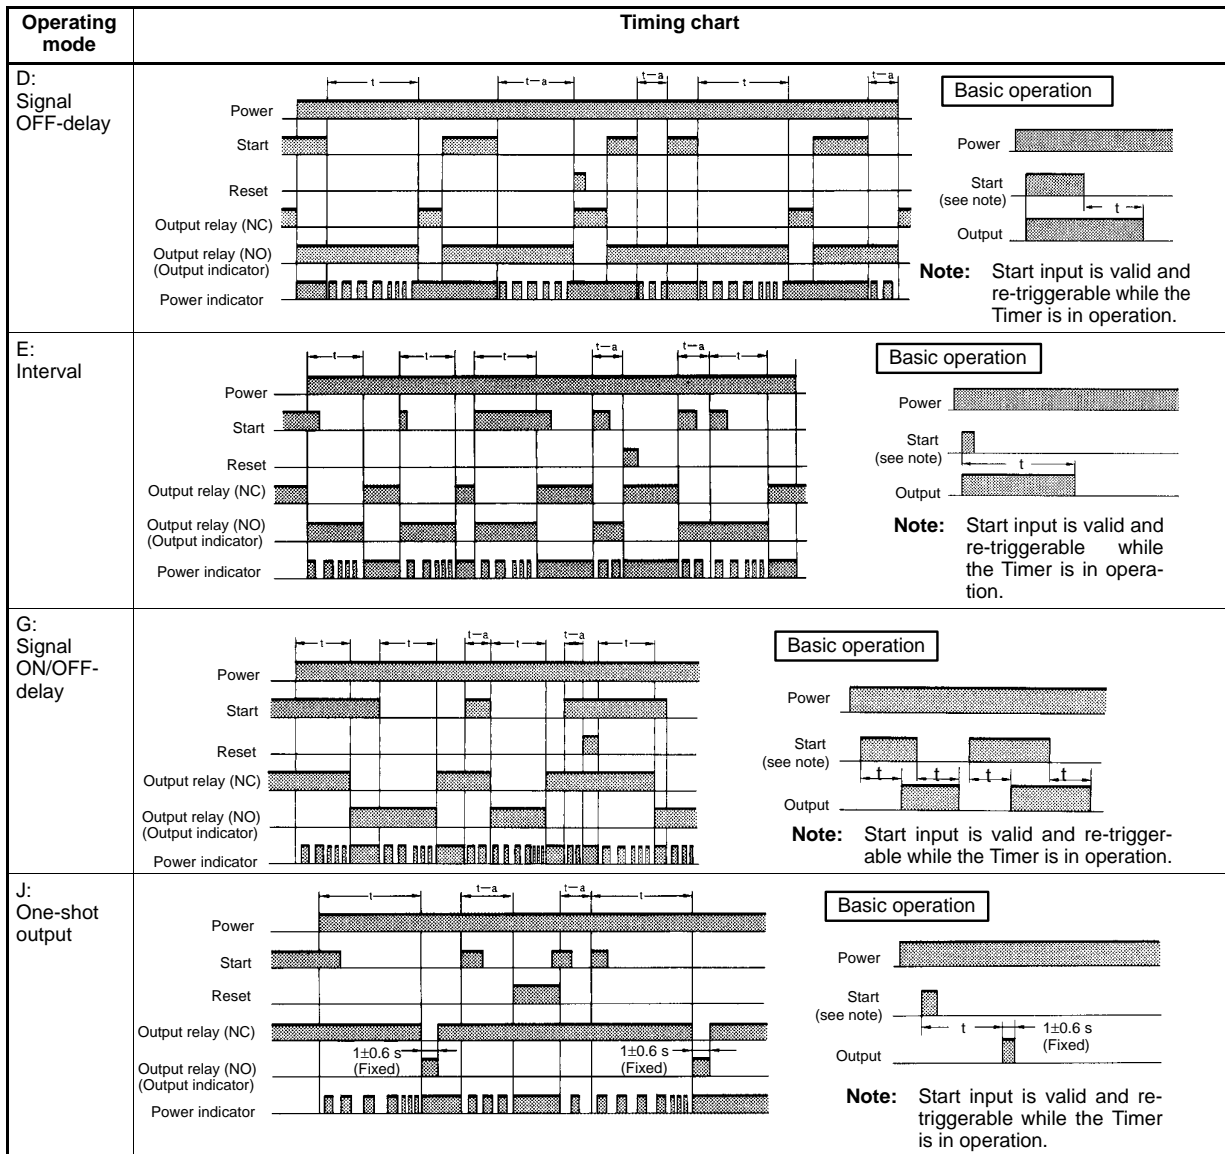 Operating mode
Timing chart
D:
Signal
OFF-delay
t
t—a
t—a
t
t—a
Power
Start
Reset
Output relay (NC)
Output relay (NO)
(Output indicator)
Power indicator
Basic operation
Power
Start
(see note)
t
Output
Note: Start input is valid and
re-triggerable while the
Timer is in operation.
E:
Interval
t
t
t
t—a
t—a
t
Power
Start
Reset
Output relay (NC)
Output relay (NO)
(Output indicator)
Power indicator
Basic operation
Power
Start
(see note)
t
Output
Note: Start input is valid and
re-triggerable while
the Timer is in opera-
tion.
G:
Signal
ON/OFF-
delay
t
t
t—a
t
t—a
t
Power
Start
Reset
Output relay (NC)
Output relay (NO)
(Output indicator)
Power indicator
Basic operation
Power
Start
(see note)
t
t
t
t
Output
Note: Start input is valid and re-trigger-
able while the Timer is in operation.
J:
One-shot
output
t
t—a
t—a
t
Power
Start
Reset
Output relay (NC)
1±0.6 s
(Fixed)
1±0.6 s
(Fixed)
Output relay (NO)
(Output indicator)
Power indicator
Basic operation
Power
Start
(see note)
t
1±0.6 s
(Fixed)
Output
Note: Start input is valid and re-
triggerable while the Timer
is in operation.